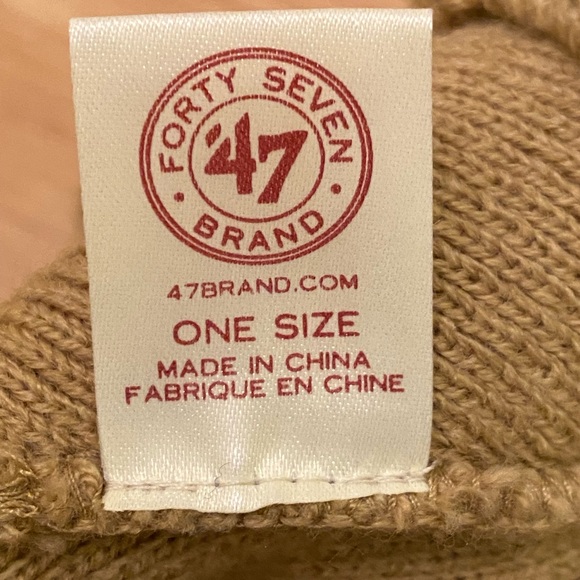 · FORTY SEVEN ·
'47
BRAND
47BRAND.COM
ONE SIZE
MADE IN CHINA
FABRIQUE EN CHINE